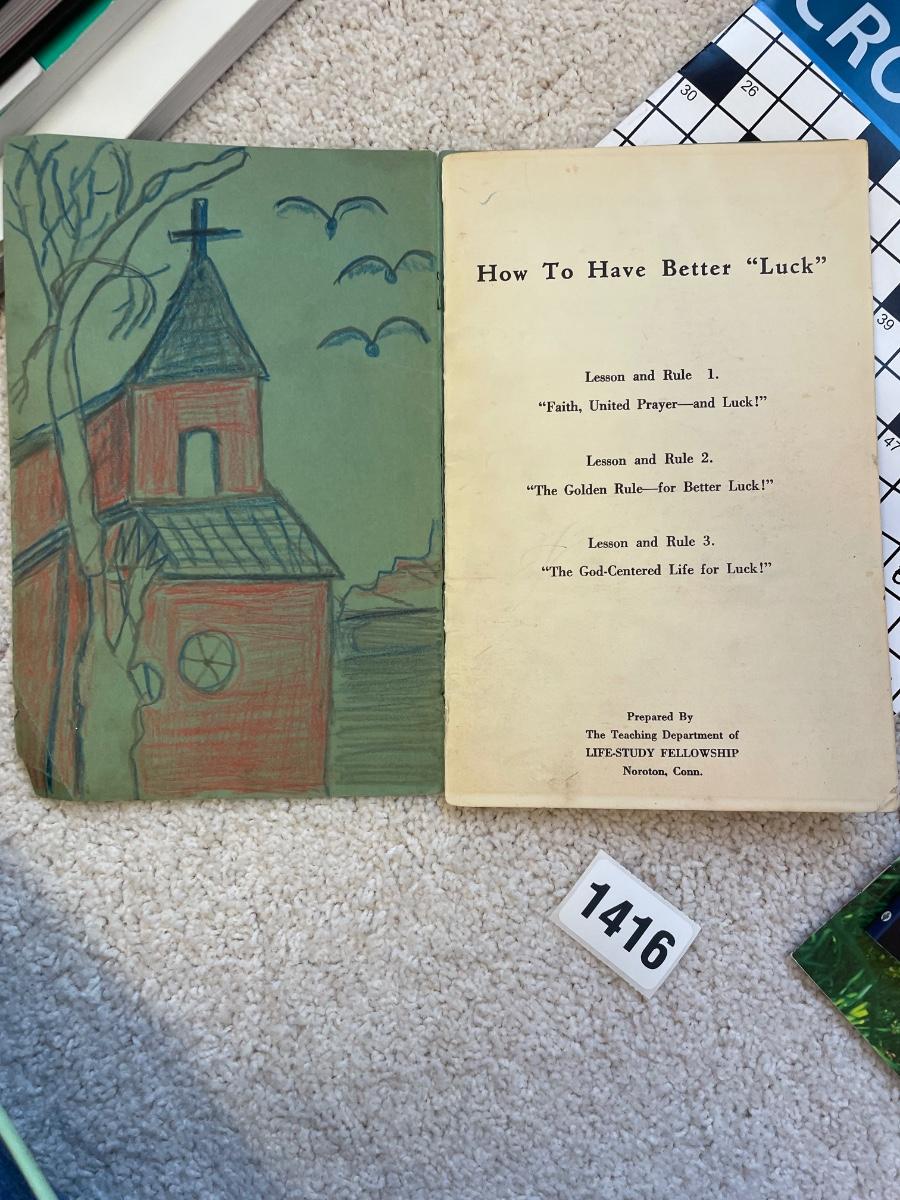 CRO
30
26
39
47
How To Have Better “Luck”
Lesson and Rule 1.
“Faith, United Prayer—and Luck!”
Lesson and Rule 2.
“The Golden Rule—for Better Luck!”
Lesson and Rule 3.
“The God-Centered Life for Luck!”
Prepared By
The Teaching Department of
LIFE-STUDY FELLOWSHIP
Noroton, Conn.
1416